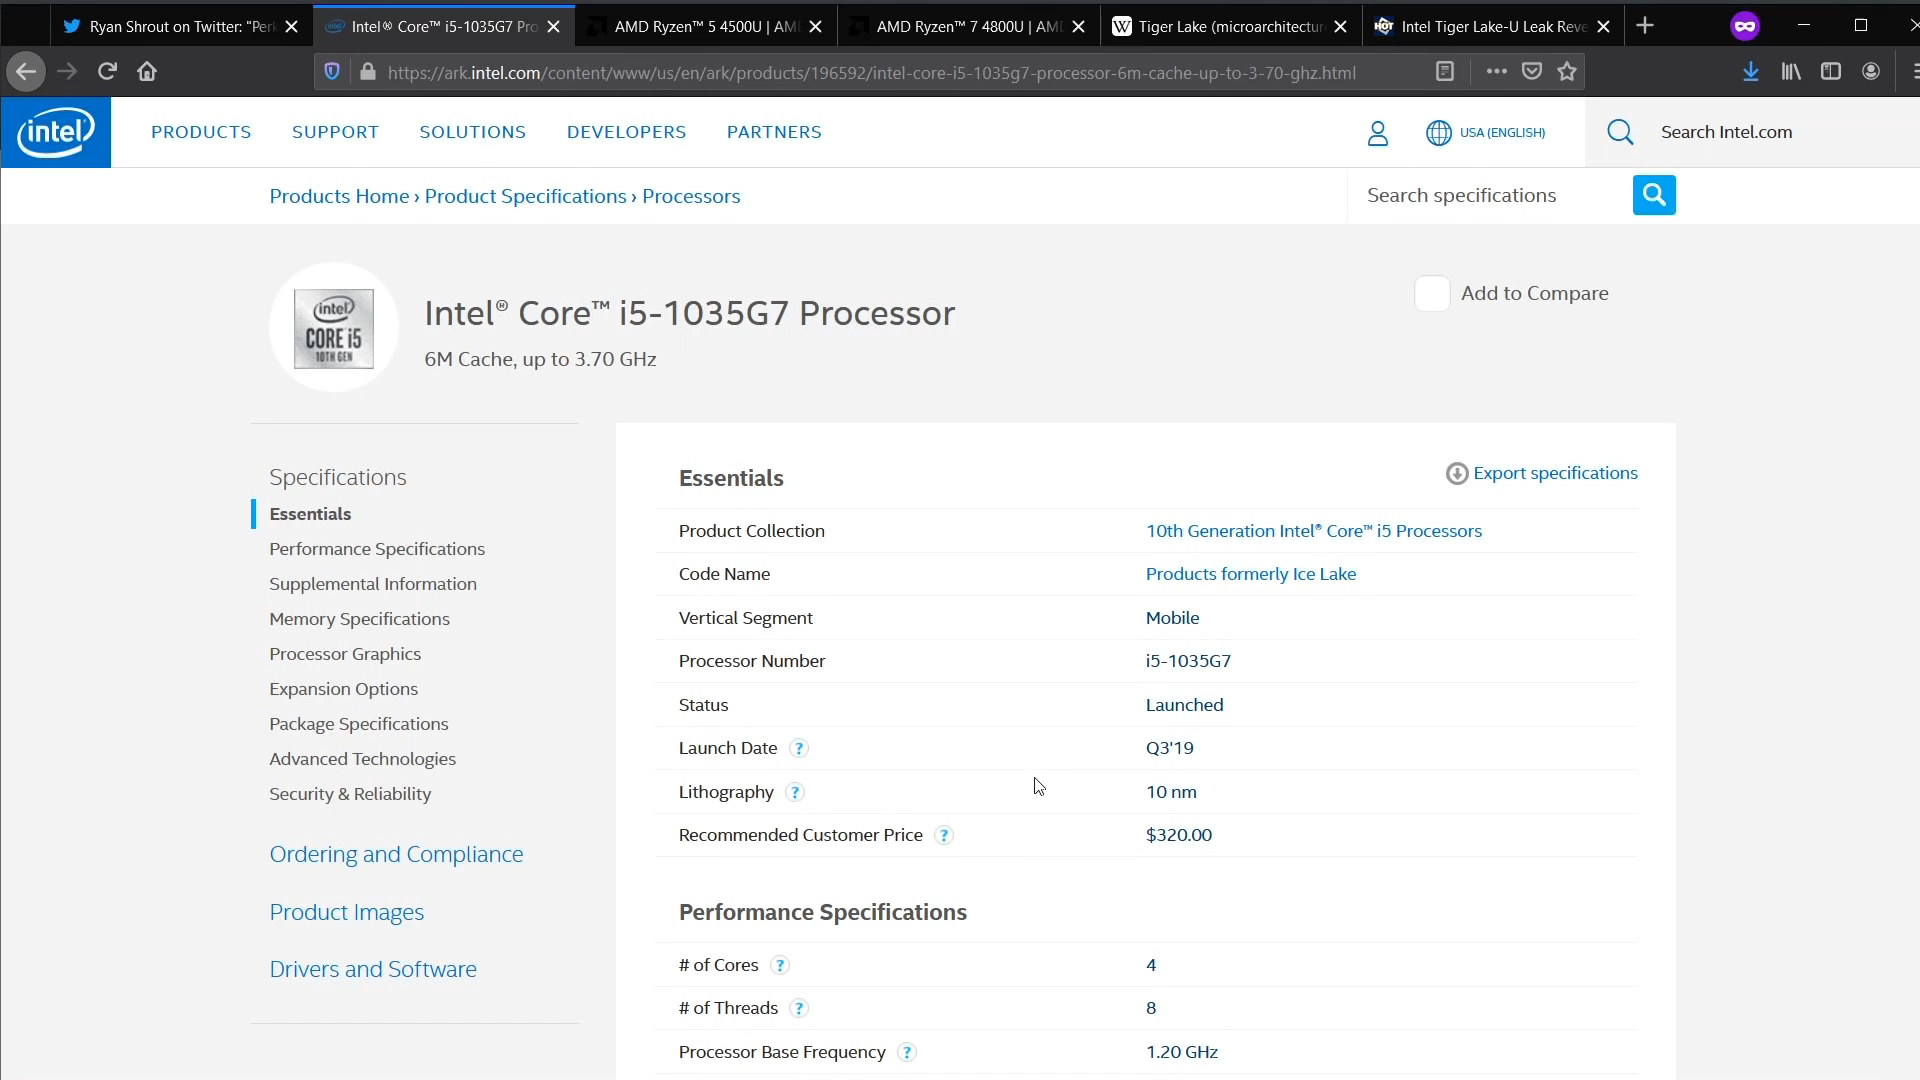 Ryan Shrout on Twitter: "Perk
Intel® Core™ i5-1035G7 Pro
AMD Ryzen™ 5 4500U | AM
AMD Ryzen™ 7 4800U | AM
W Tiger Lake (microarchitectur
HOT Intel Tiger Lake-U Leak Reve
https://ark.intel.com/content/www/us/en/ark/products/196592/intel-core-i5-1035g7-processor-6m-cache-up-to-3-70-ghz.html
intel PRODUCTS SUPPORT SOLUTIONS DEVELOPERS PARTNERS USA (ENGLISH) Search Intel.com
Products Home › Product Specifications › Processors
Search specifications
intel
CORE i5
10TH GEN
Intel® Core™ i5-1035G7 Processor
6M Cache, up to 3.70 GHz
Add to Compare
Specifications
Essentials
Performance Specifications
Supplemental Information
Memory Specifications
Processor Graphics
Expansion Options
Package Specifications
Advanced Technologies
Security & Reliability
Ordering and Compliance
Product Images
Drivers and Software
Essentials
Export specifications
Product Collection 10th Generation Intel® Core™ i5 Processors
Code Name Products formerly Ice Lake
Vertical Segment Mobile
Processor Number i5-1035G7
Status Launched
Launch Date ? Q3'19
Lithography ? 10 nm
Recommended Customer Price ? $320.00
Performance Specifications
# of Cores ? 4
# of Threads ? 8
Processor Base Frequency ? 1.20 GHz